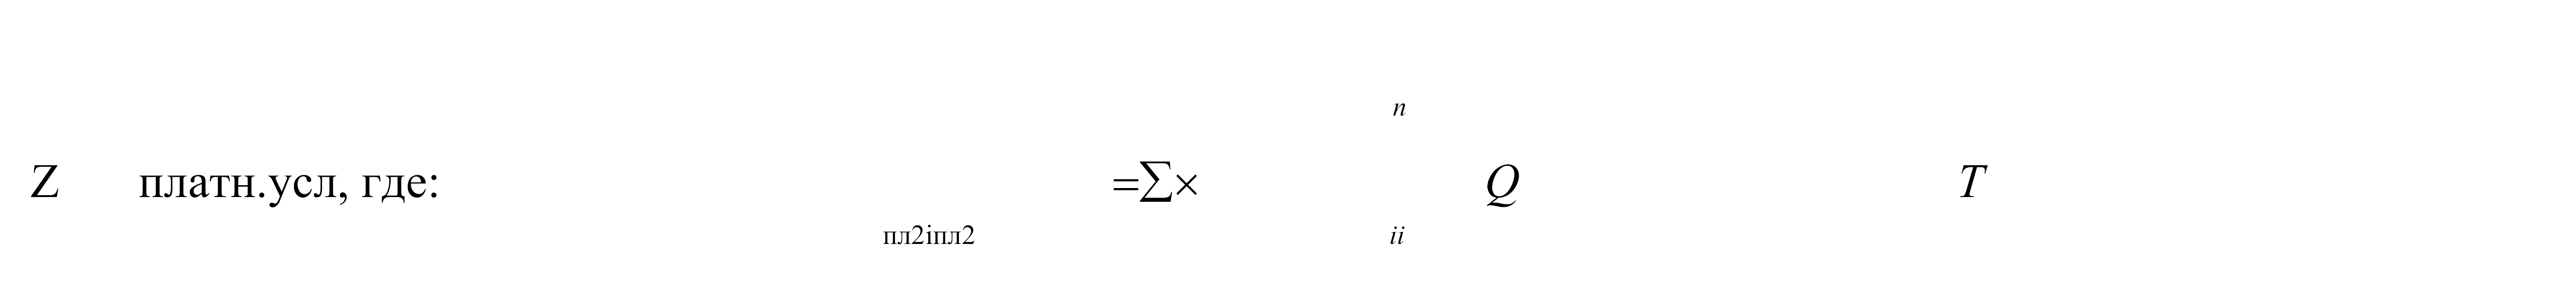 n
Z платн.усл, где: =∑× Q T
пл2iпл2 ii